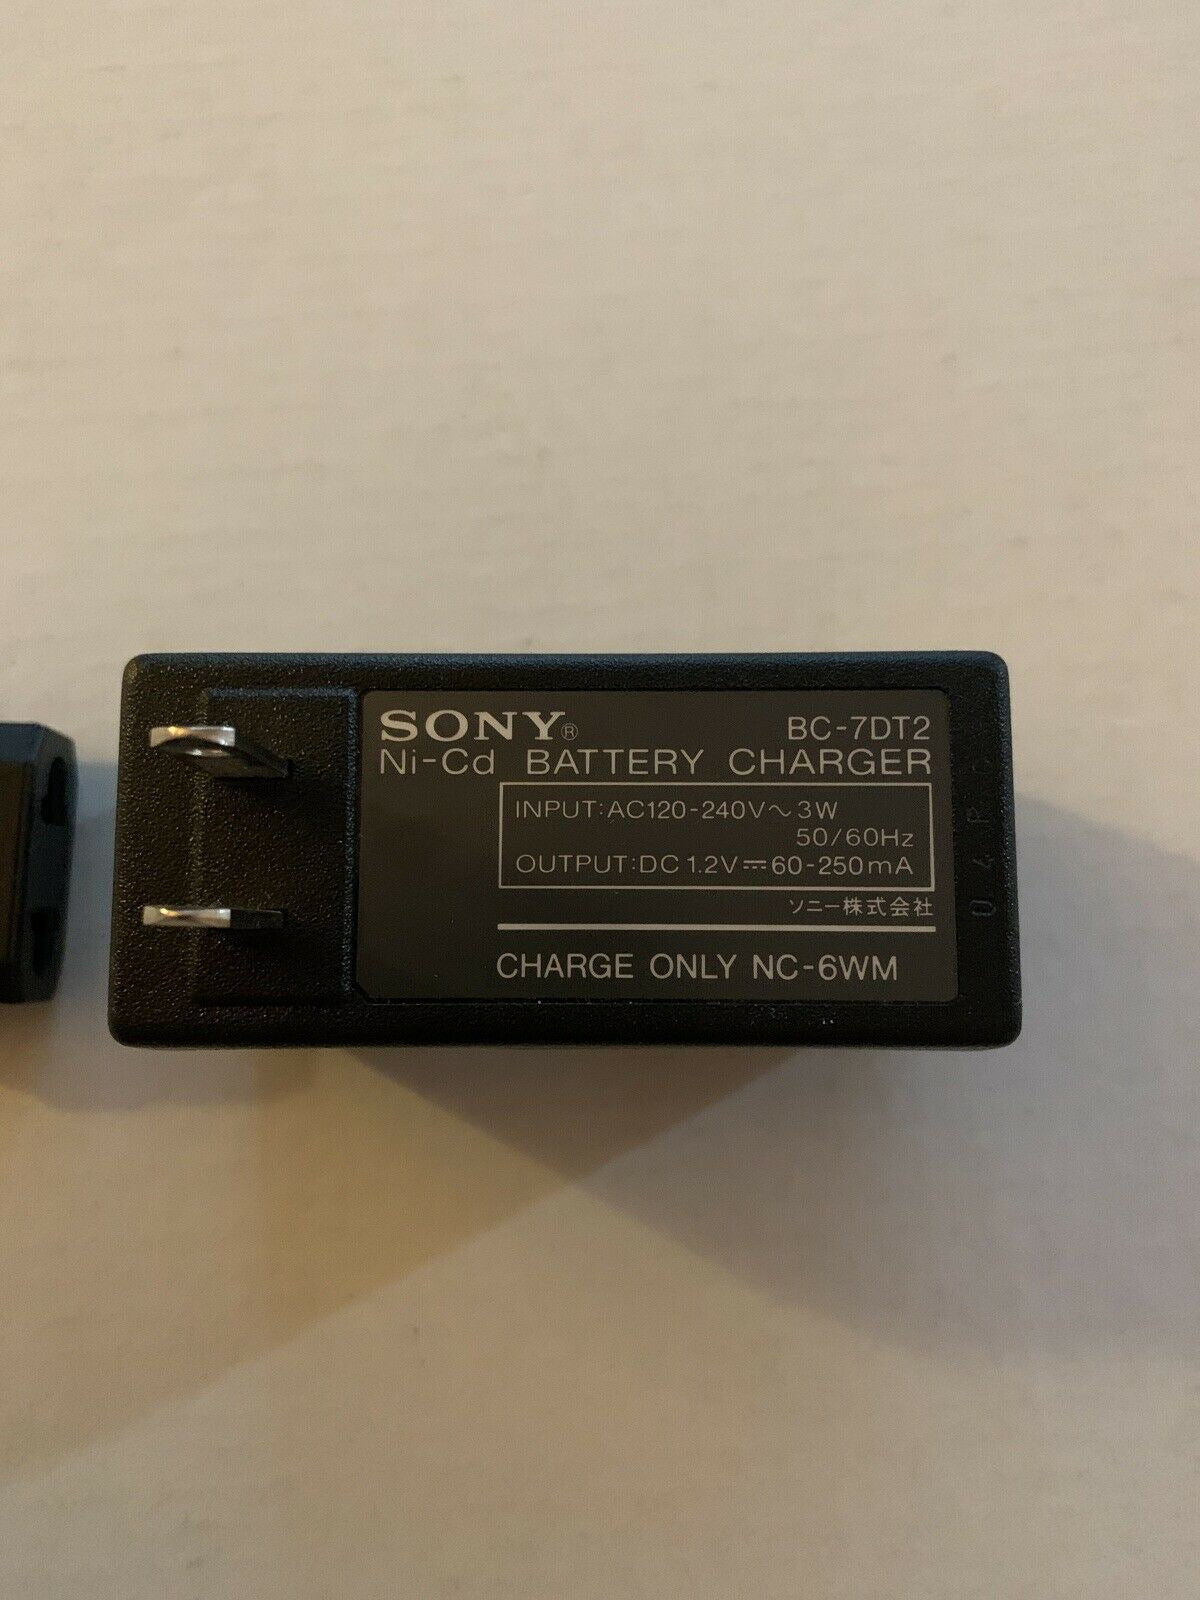 SONY®
BC-7DT2
Ni-Cd BATTERY CHARGER
INPUT:AC120-240V～3W
50/60Hz
OUTPUT:DC 1.2V⎓60-250mA
ソニー株式会社
CHARGE ONLY NC-6WM